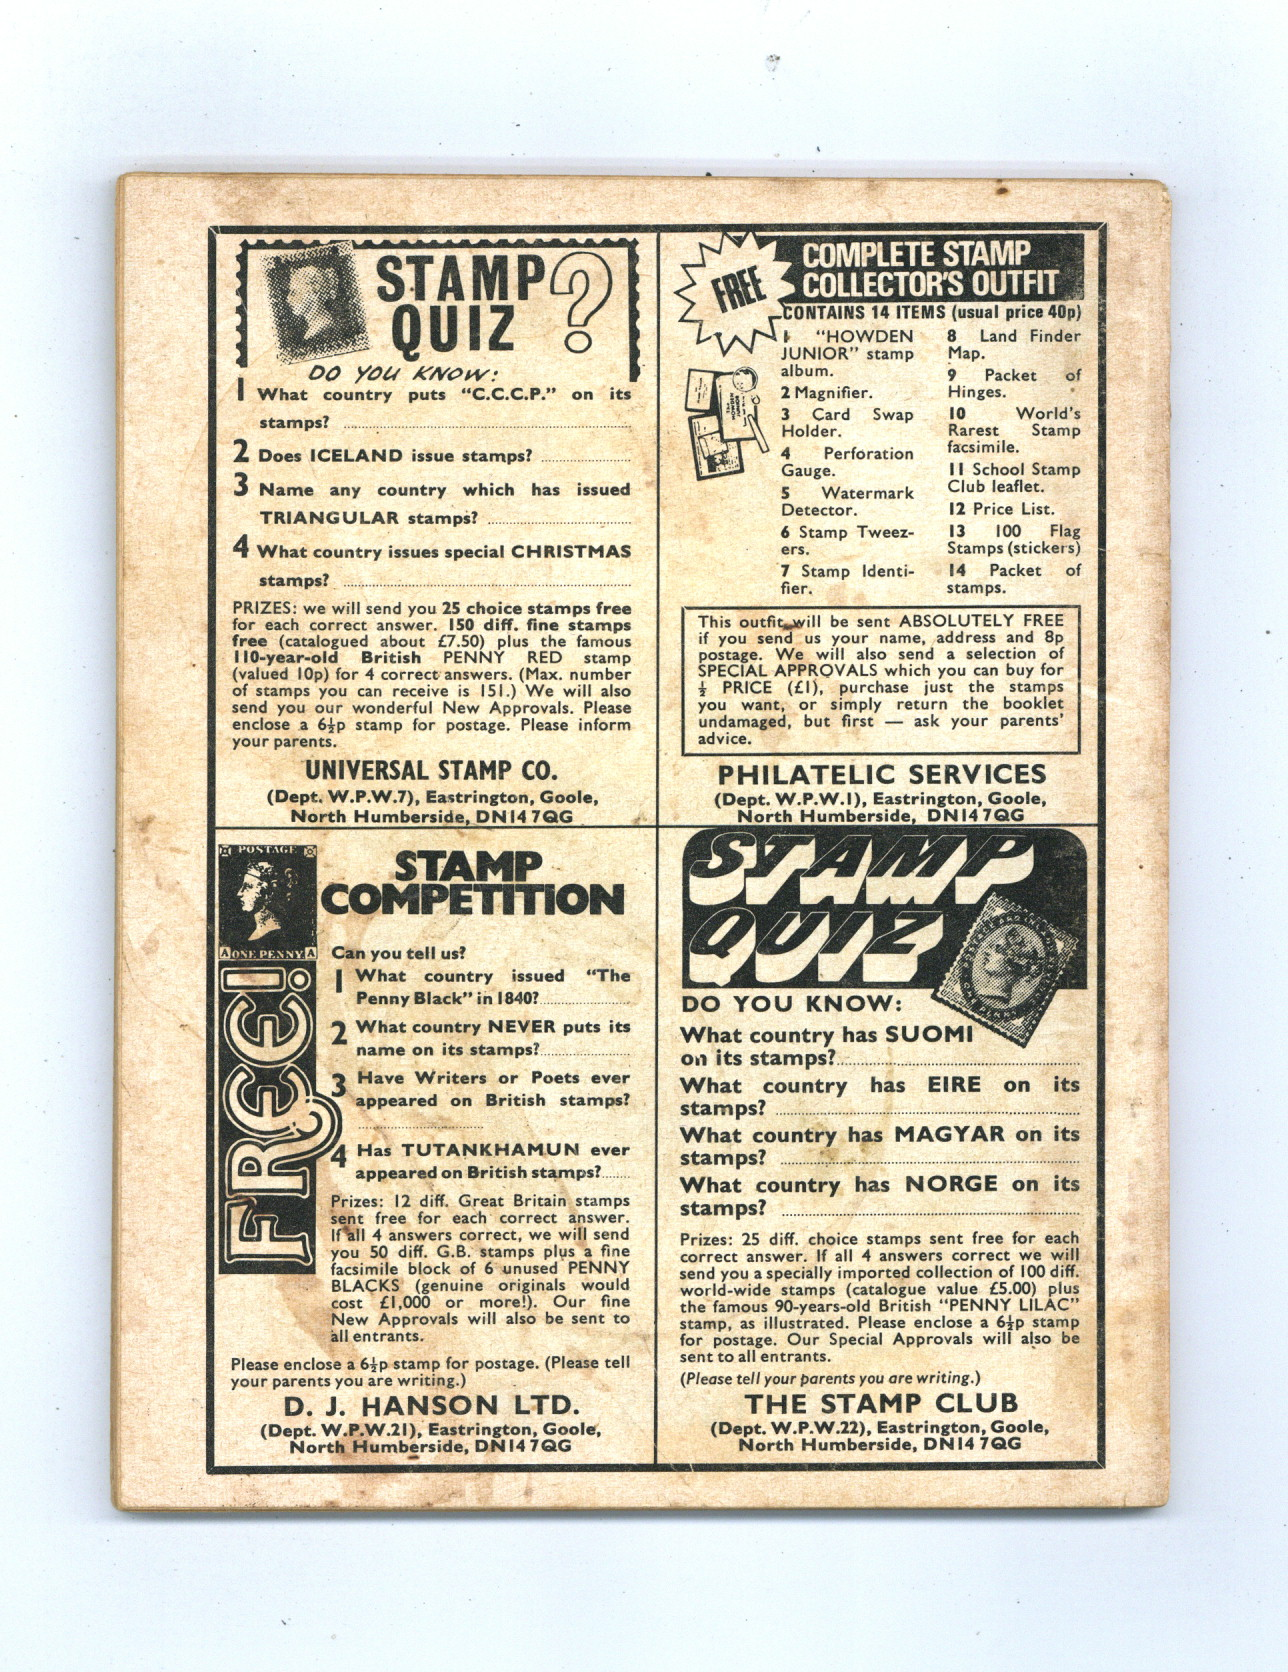 STAMP
QUIZ ?
DO YOU KNOW:
1 What country puts "C.C.C.P." on its
stamps?
2 Does ICELAND issue stamps?
3 Name any country which has issued
TRIANGULAR stamps?
4 What country issues special CHRISTMAS
stamps?
PRIZES: we will send you 25 choice stamps free
for each correct answer. 150 diff. fine stamps
free (catalogued about £7.50) plus the famous
110-year-old British PENNY RED stamp
(valued 10p) for 4 correct answers. (Max. number
of stamps you can receive is 151.) We will also
send you our wonderful New Approvals. Please
enclose a 6½p stamp for postage. Please inform
your parents.
UNIVERSAL STAMP CO.
(Dept. W.P.W.7), Eastrington, Goole,
North Humberside, DN14 7QG
FREE
COMPLETE STAMP
COLLECTOR'S OUTFIT
CONTAINS 14 ITEMS (usual price 40p)
1 "HOWDEN
JUNIOR" stamp
album.
2 Magnifier.
3 Card Swap
Holder.
4 Perforation
Gauge.
5 Watermark
Detector.
6 Stamp Tweez-
ers.
7 Stamp Identi-
fier.
8 Land Finder
Map.
9 Packet of
Hinges.
10 World's
Rarest Stamp
facsimile.
11 School Stamp
Club leaflet.
12 Price List.
13 100 Flag
Stamps (stickers)
14 Packet of
stamps.
HOWDEN
JUNIOR
This outfit will be sent ABSOLUTELY FREE
if you send us your name, address and 8p
postage. We will also send a selection of
SPECIAL APPROVALS which you can buy for
½ PRICE (£1), purchase just the stamps
you want, or simply return the booklet
undamaged, but first — ask your parents'
advice.
PHILATELIC SERVICES
(Dept. W.P.W.1), Eastrington, Goole,
North Humberside, DN14 7QG
POSTAGE
A ONE PENNY A
FREE!
STAMP
COMPETITION
Can you tell us?
1 What country issued "The
Penny Black" in 1840?
2 What country NEVER puts its
name on its stamps?
3 Have Writers or Poets ever
appeared on British stamps?
4 Has TUTANKHAMUN ever
appeared on British stamps?
Prizes: 12 diff. Great Britain stamps
sent free for each correct answer.
If all 4 answers correct, we will send
you 50 diff. G.B. stamps plus a fine
facsimile block of 6 unused PENNY
BLACKS (genuine originals would
cost £1,000 or more!). Our fine
New Approvals will also be sent to
all entrants.
Please enclose a 6½p stamp for postage. (Please tell
your parents you are writing.)
D. J. HANSON LTD.
(Dept. W.P.W.21), Eastrington, Goole,
North Humberside, DN14 7QG
STAMP
QUIZ
DO YOU KNOW:
What country has SUOMI
on its stamps?
What country has EIRE on its
stamps?
What country has MAGYAR on its
stamps?
What country has NORGE on its
stamps?
Prizes: 25 diff. choice stamps sent free for each
correct answer. If all 4 answers correct we will
send you a specially imported collection of 100 diff.
world-wide stamps (catalogue value £5.00) plus
the famous 90-years-old British "PENNY LILAC"
stamp, as illustrated. Please enclose a 6½p stamp
for postage. Our Special Approvals will also be
sent to all entrants.
(Please tell your parents you are writing.)
THE STAMP CLUB
(Dept. W.P.W.22), Eastrington, Goole,
North Humberside, DN14 7QG